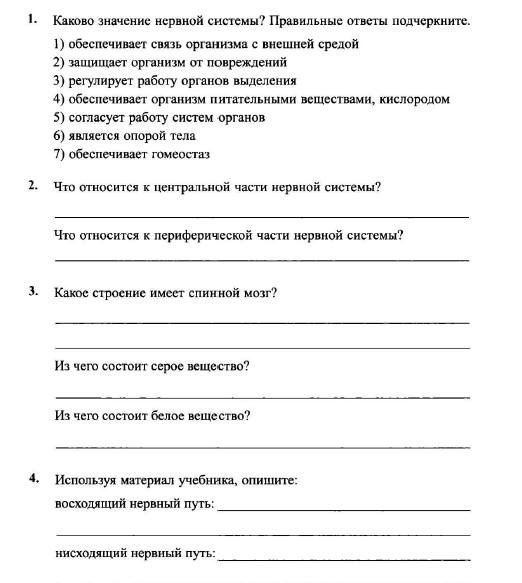 1. Каково значение нервной системы? Правильные ответы подчеркните.
1) обеспечивает связь организма с внешней средой
2) защищает организм от повреждений
3) регулирует работу органов выделения
4) обеспечивает организм питательными веществами, кислородом
5) согласует работу систем органов
6) является опорой тела
7) обеспечивает гомеостаз
2. Что относится к центральной части нервной системы?
Что относится к периферической части нервной системы?
3. Какое строение имеет спинной мозг?
Из чего состоит серое вещество?
Из чего состоит белое вещество?
4. Используя материал учебника, опишите:
восходящий нервный путь:
нисходящий нервный путь: